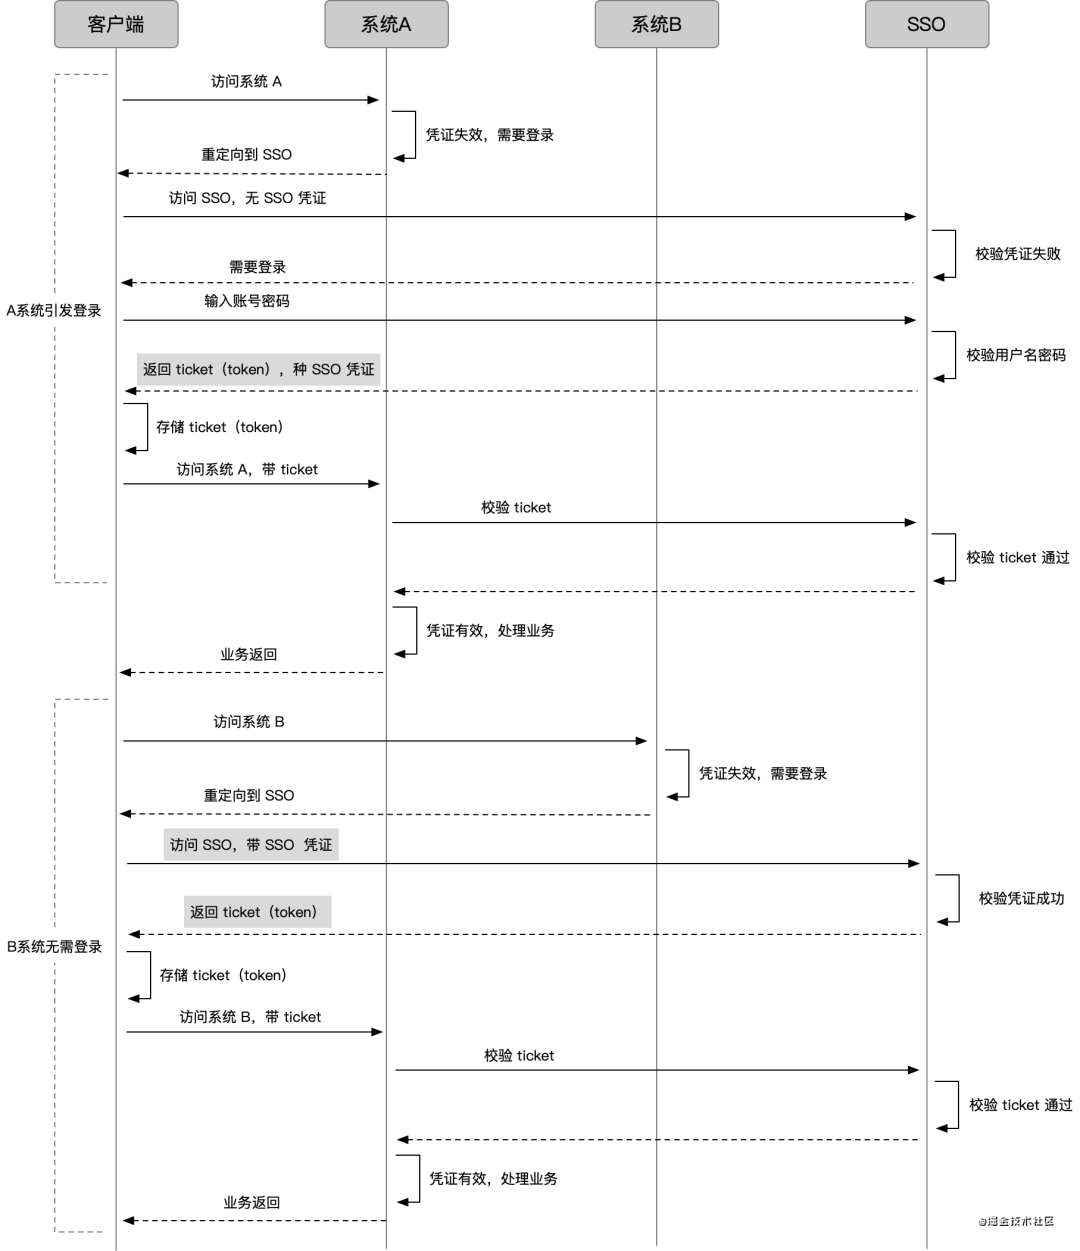 客户端
系统A
系统B
SSO
访问系统 A
凭证失效，需要登录
重定向到 SSO
访问 SSO，无 SSO 凭证
校验凭证失败
需要登录
输入账号密码
A系统引发登录
校验用户名密码
返回 ticket（token），种 SSO 凭证
存储 ticket（token）
访问系统 A，带 ticket
校验 ticket
校验 ticket 通过
凭证有效，处理业务
业务返回
访问系统 B
凭证失效，需要登录
重定向到 SSO
访问 SSO，带 SSO 凭证
校验凭证成功
返回 ticket（token）
B系统无需登录
存储 ticket（token）
访问系统 B，带 ticket
校验 ticket
校验 ticket 通过
凭证有效，处理业务
业务返回
@掘金技术社区